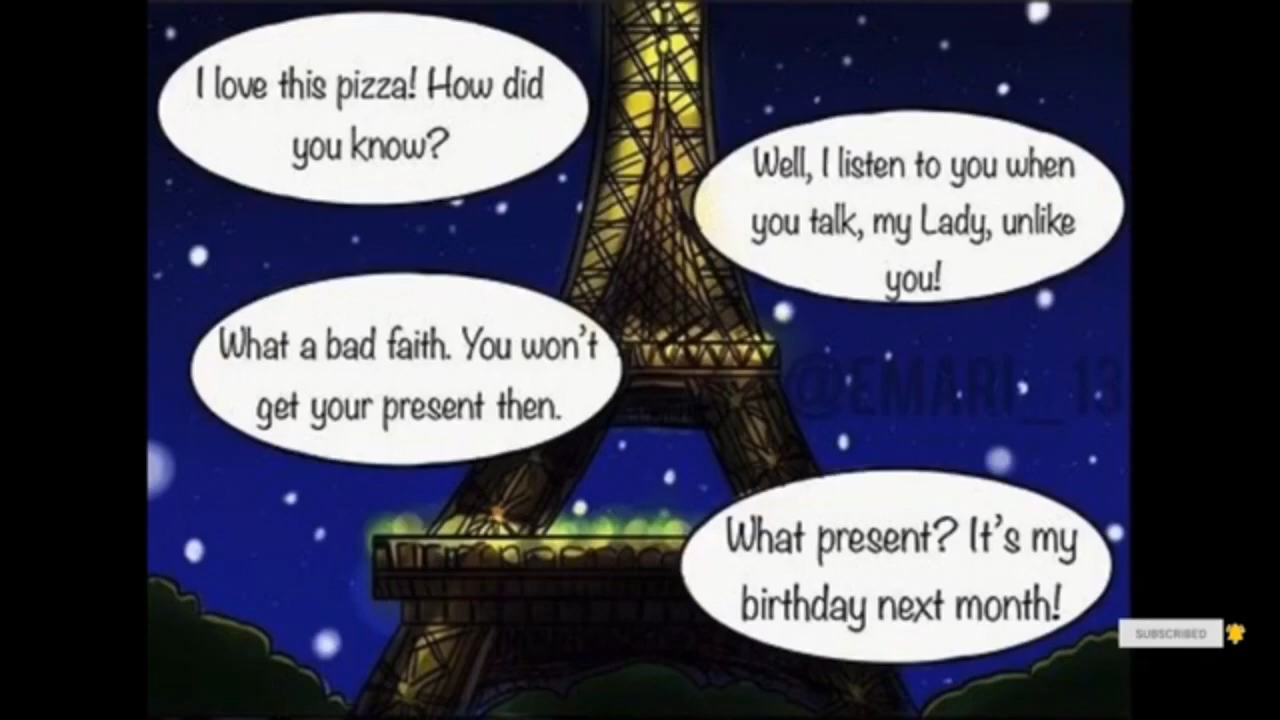 I love this pizza! How did
you know?
Well, I listen to you when
you talk, my Lady, unlike
you!
What a bad faith. You won't
get your present then.
@EMARI__13
What present? It's my
birthday next month!
SUBSCRIBED